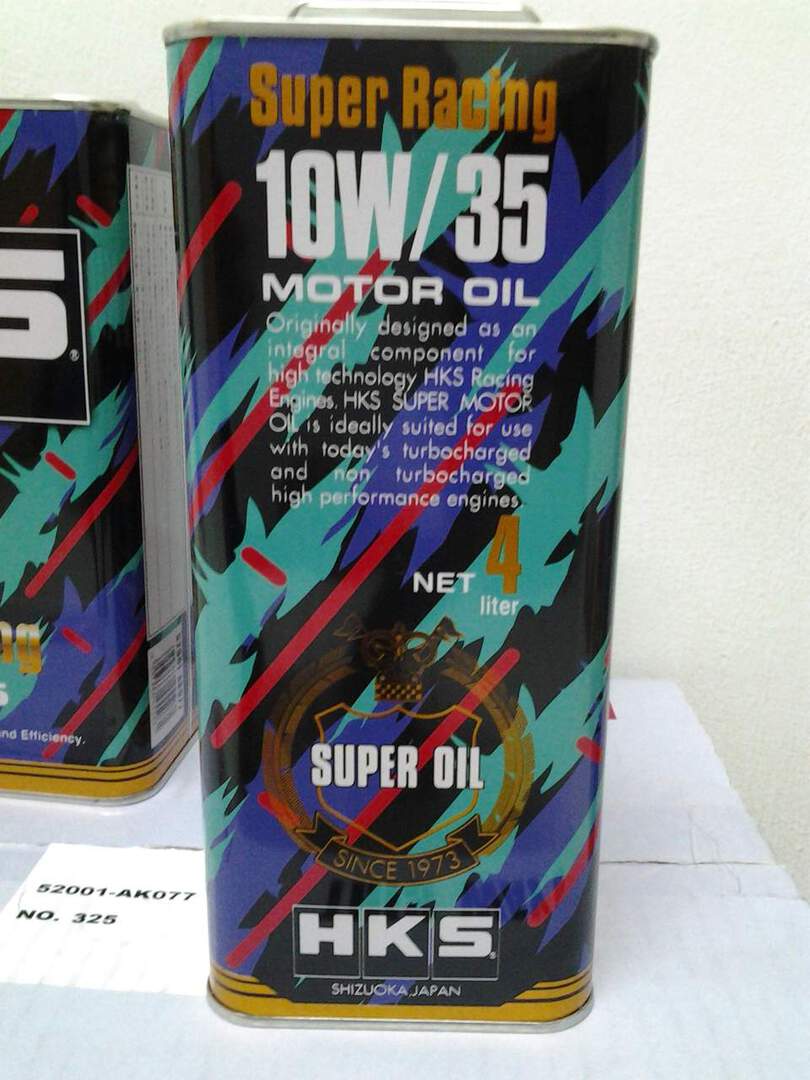 Super Racing
10W/35
MOTOR OIL
Originally designed as an
integral component for
high technology HKS Racing
Engines. HKS SUPER MOTOR
OIL is ideally suited for use
with today's turbocharged
and non turbocharged
high performance engines.
NET 4
liter
SUPER OIL
SINCE 1973
HKS®
SHIZUOKA, JAPAN
S®
ng
5
nd Efficiency.
52001-AK077
NO. 325